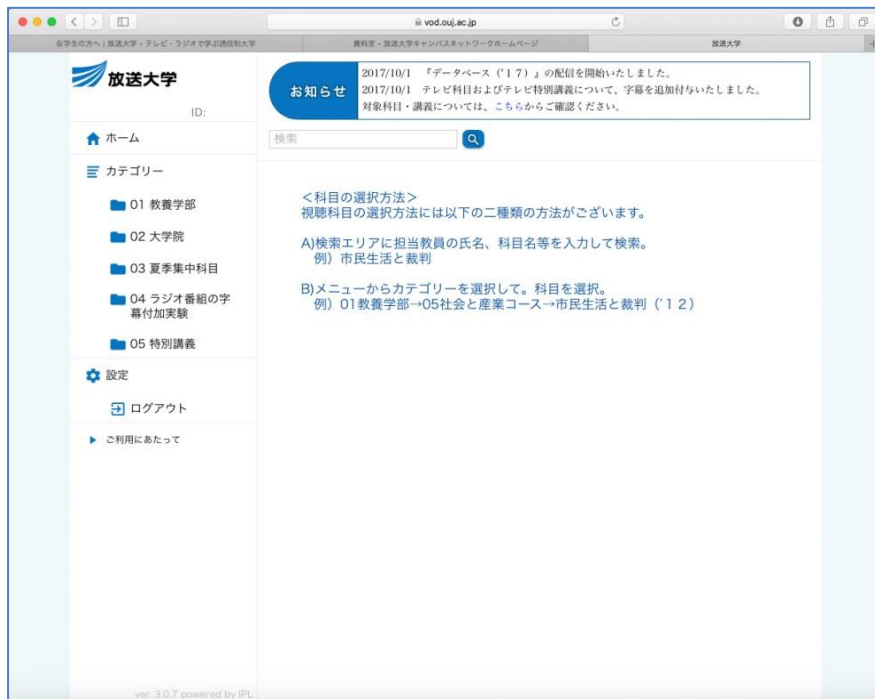 vod.ouj.ac.jp
在学生の方へ | 放送大学 - テレビ・ラジオで学ぶ通信制大学
資料室 - 放送大学キャンパスネットワークホームページ
放送大学
放送大学
ID:
ホーム
カテゴリー
01 教養学部
02 大学院
03 夏季集中科目
04 ラジオ番組の字
幕付加実験
05 特別講義
設定
ログアウト
ご利用にあたって
ver. 3.0.7 powered by IPL
お知らせ
2017/10/1 『データベース（'１７）』の配信を開始いたしました。
2017/10/1 テレビ科目およびテレビ特別講義について、字幕を追加付与いたしました。
対象科目・講義については、こちらからご確認ください。
検索
＜科目の選択方法＞
視聴科目の選択方法には以下の二種類の方法がございます。
A)検索エリアに担当教員の氏名、科目名等を入力して検索。
例）市民生活と裁判
B)メニューからカテゴリーを選択して。科目を選択。
例）01教養学部→05社会と産業コース→市民生活と裁判（'１２）